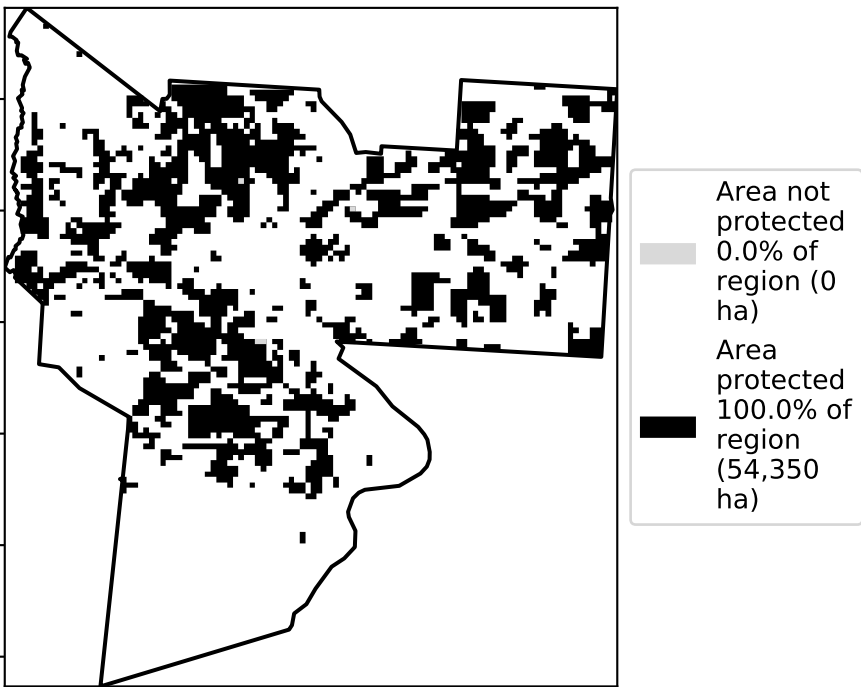 Area not
protected
0.0% of
region (0
ha)
Area
protected
100.0% of
region
(54,350
ha)